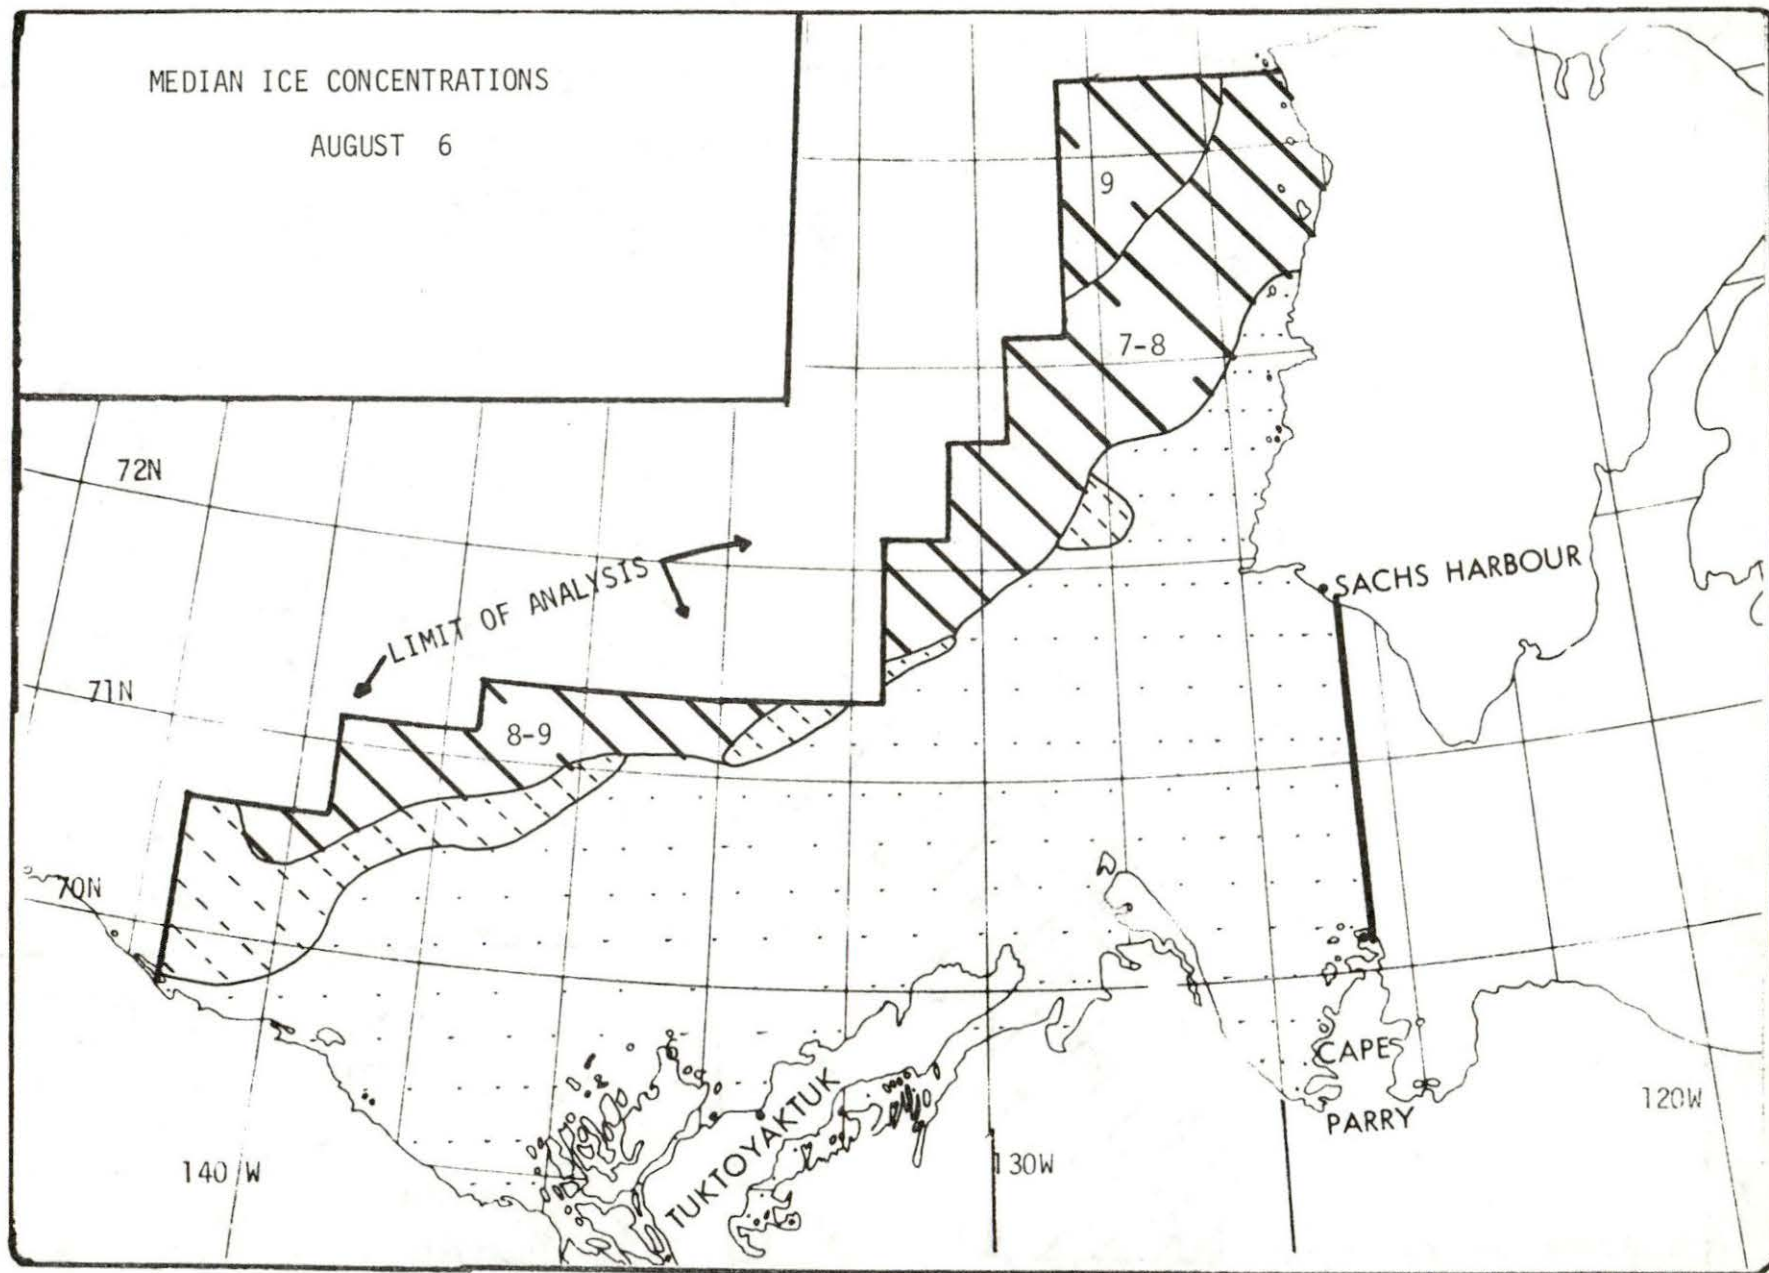 MEDIAN ICE CONCENTRATIONS
AUGUST 6
9
7-8
72N
LIMIT OF ANALYSIS
SACHS HARBOUR
71N
8-9
70N
CAPE
PARRY
120W
TUKTOYAKTUK
140 W
130W